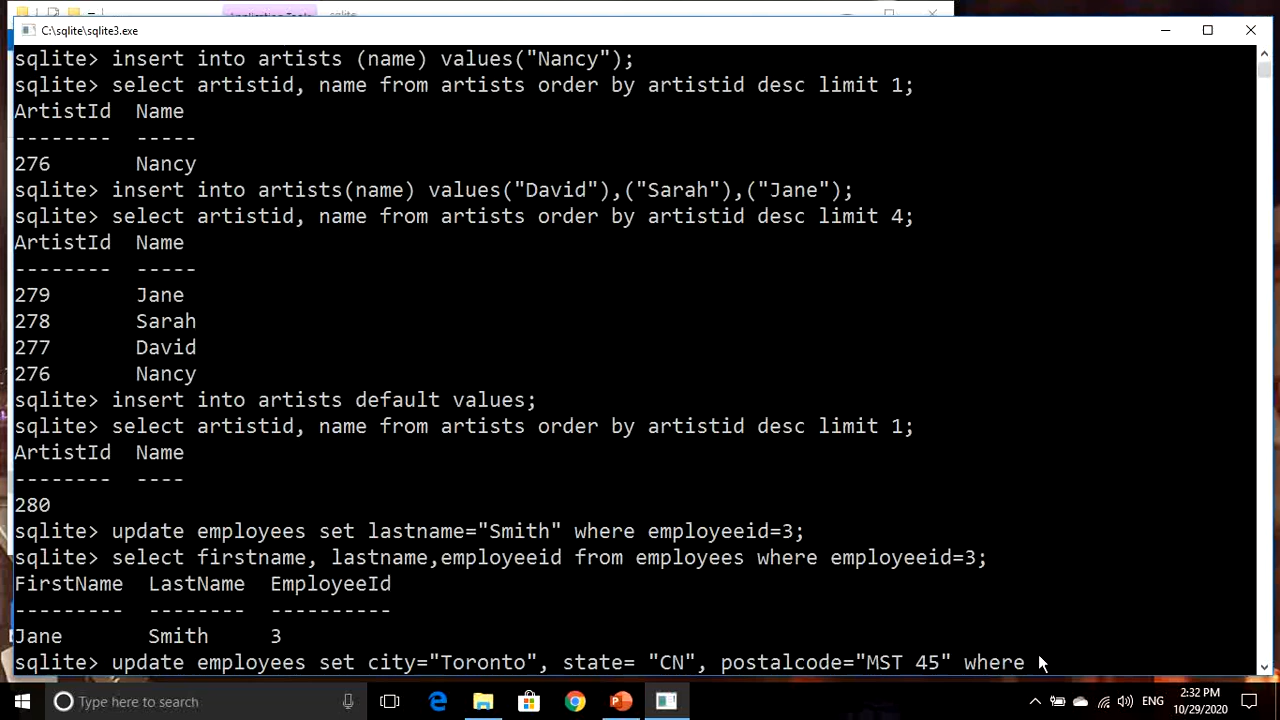 Application Tools sqlite
C:\sqlite\sqlite3.exe
sqlite> insert into artists (name) values("Nancy");
sqlite> select artistid, name from artists order by artistid desc limit 1;
ArtistId  Name
--------  -----
276       Nancy
sqlite> insert into artists(name) values("David"),("Sarah"),("Jane");
sqlite> select artistid, name from artists order by artistid desc limit 4;
ArtistId  Name
--------  -----
279       Jane
278       Sarah
277       David
276       Nancy
sqlite> insert into artists default values;
sqlite> select artistid, name from artists order by artistid desc limit 1;
ArtistId  Name
--------  ----
280
sqlite> update employees set lastname="Smith" where employeeid=3;
sqlite> select firstname, lastname,employeeid from employees where employeeid=3;
FirstName  LastName  EmployeeId
---------  --------  ----------
Jane       Smith     3
sqlite> update employees set city="Toronto", state= "CN", postalcode="MST 45" where
Type here to search
ENG
2:32 PM
10/29/2020